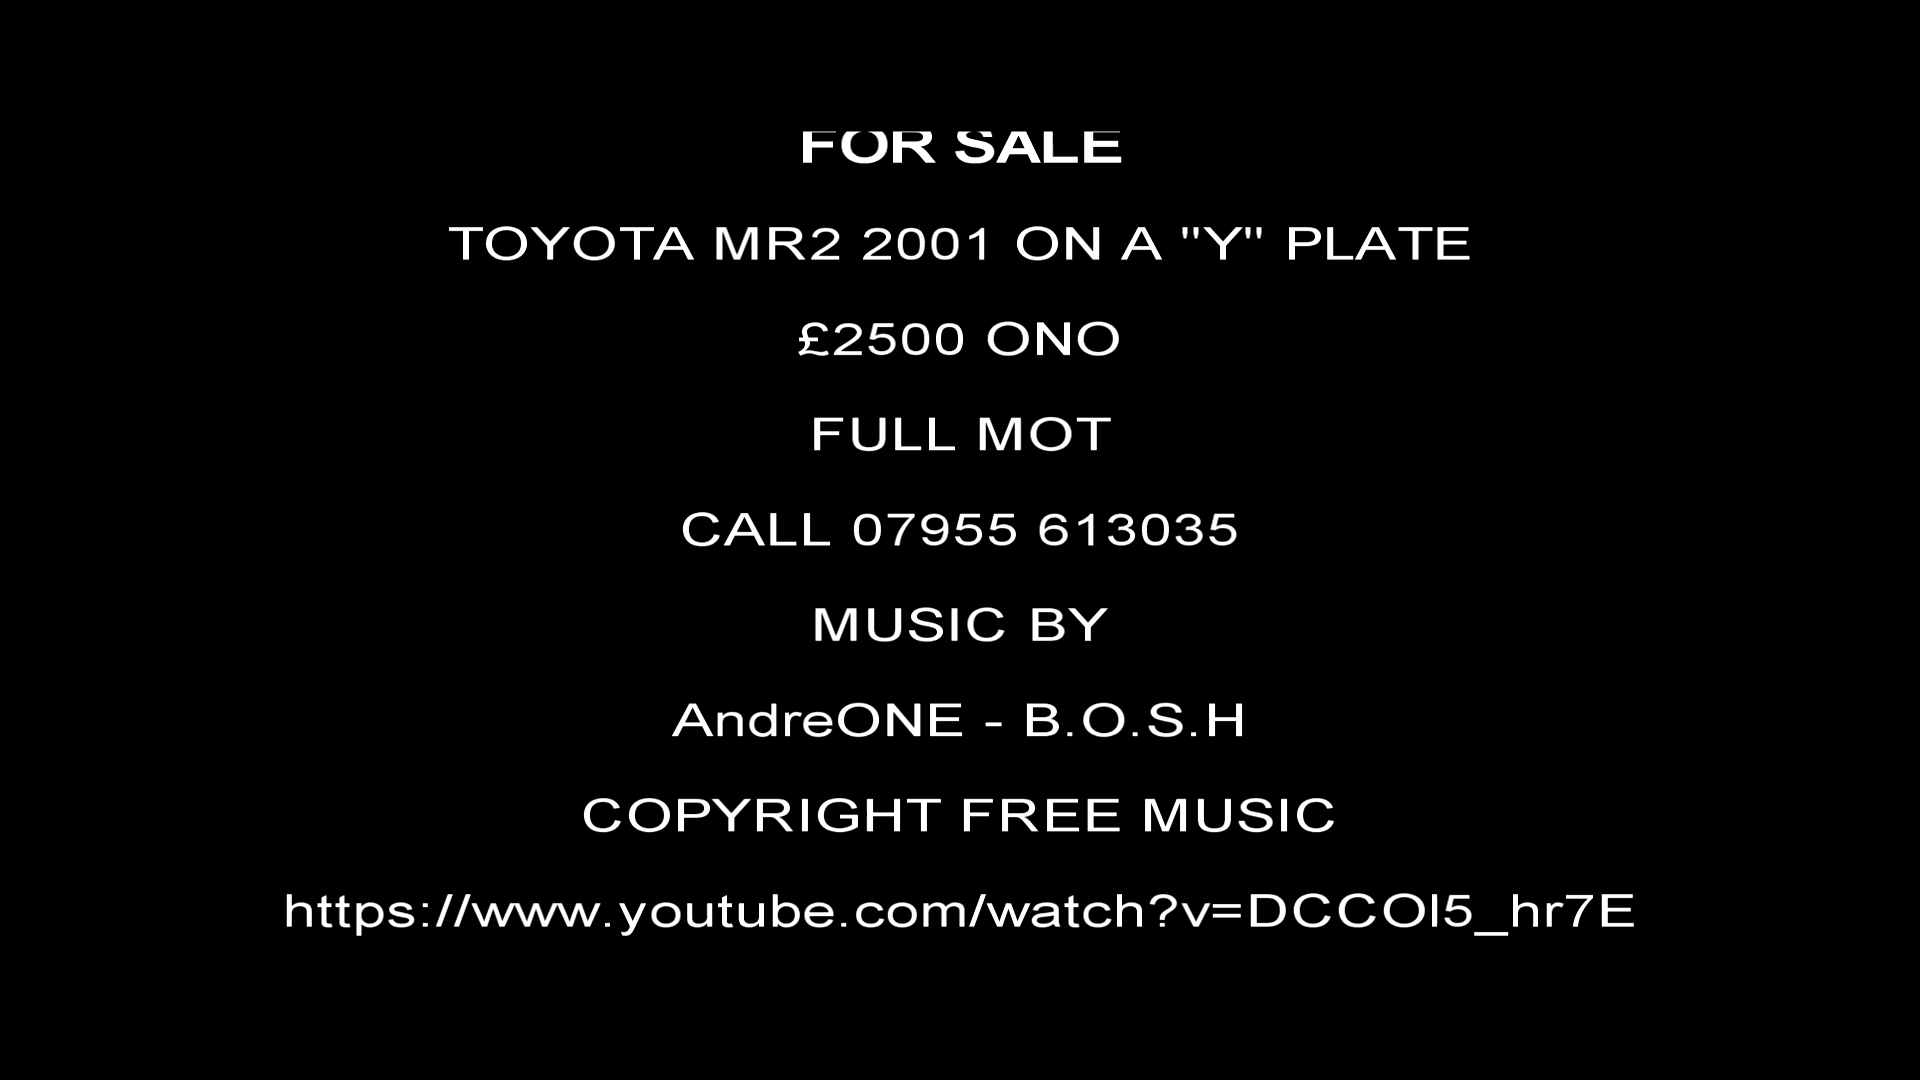 FOR SALE
TOYOTA MR2 2001 ON A "Y" PLATE
£2500 ONO
FULL MOT
CALL 07955 613035
MUSIC BY
AndreONE - B.O.S.H
COPYRIGHT FREE MUSIC
https://www.youtube.com/watch?v=DCCOl5_hr7E